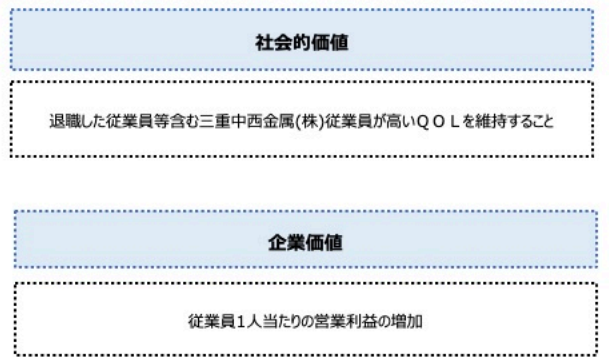 社会的価値
退職した従業員等含む三重中西金属(株)従業員が高いＱＯＬを維持すること
企業価値
従業員1人当たりの営業利益の増加